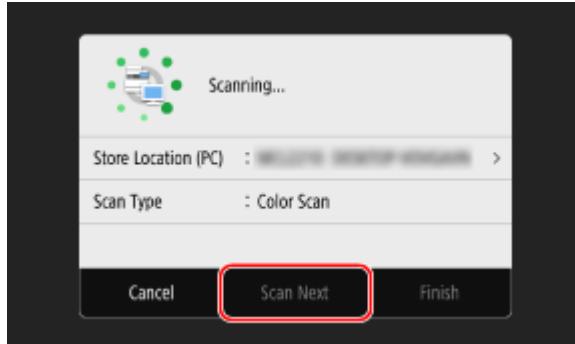 Scanning...
Store Location (PC) :
Scan Type : Color Scan
Cancel Scan Next Finish